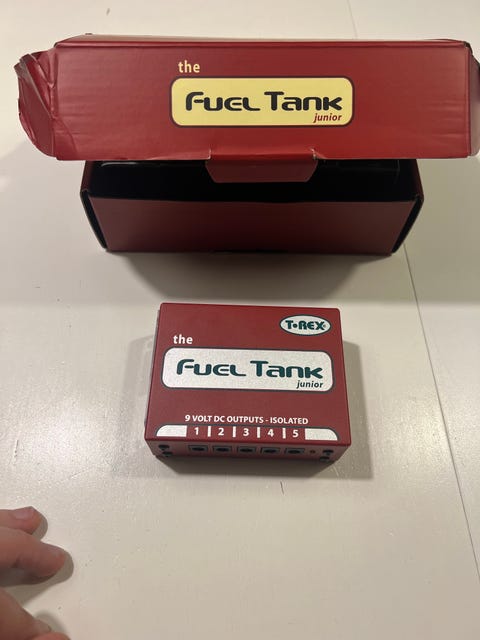 the
Fuel Tank
junior
T•REX®
the
Fuel Tank
junior
9 VOLT DC OUTPUTS - ISOLATED
1 | 2 | 3 | 4 | 5